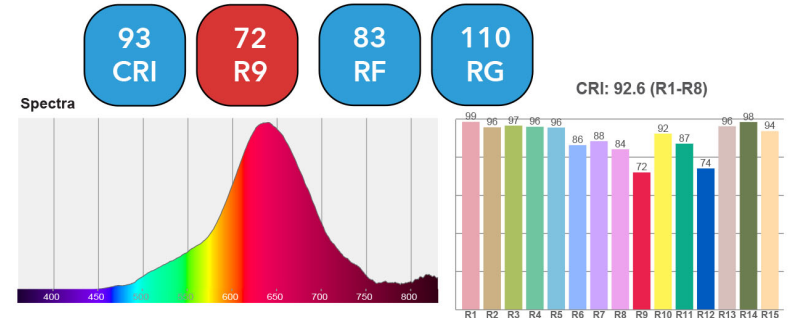 93
CRI
72
R9
83
RF
110
RG
CRI: 92.6 (R1-R8)
Spectra
400 450 500 550 600 650 700 750 800
99 96 97 96 96 86 88 84 72 92 87 74 96 98 94
R1 R2 R3 R4 R5 R6 R7 R8 R9 R10 R11 R12 R13 R14 R15